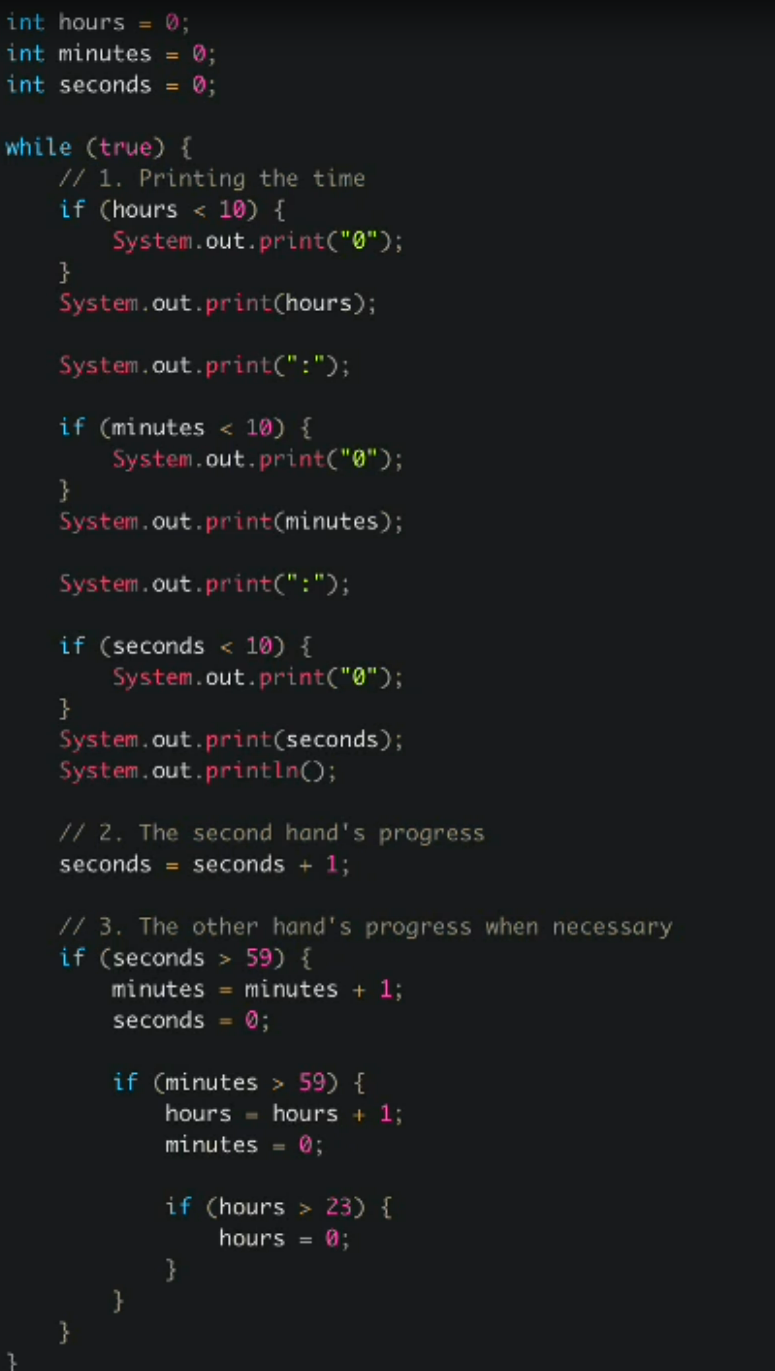 int hours = 0;
int minutes = 0;
int seconds = 0;

while (true) {
    // 1. Printing the time
    if (hours < 10) {
        System.out.print("0");
    }
    System.out.print(hours);

    System.out.print(":");

    if (minutes < 10) {
        System.out.print("0");
    }
    System.out.print(minutes);

    System.out.print(":");

    if (seconds < 10) {
        System.out.print("0");
    }
    System.out.print(seconds);
    System.out.println();

    // 2. The second hand's progress
    seconds = seconds + 1;

    // 3. The other hand's progress when necessary
    if (seconds > 59) {
        minutes = minutes + 1;
        seconds = 0;

        if (minutes > 59) {
            hours = hours + 1;
            minutes = 0;

            if (hours > 23) {
                hours = 0;
            }
        }
    }
}